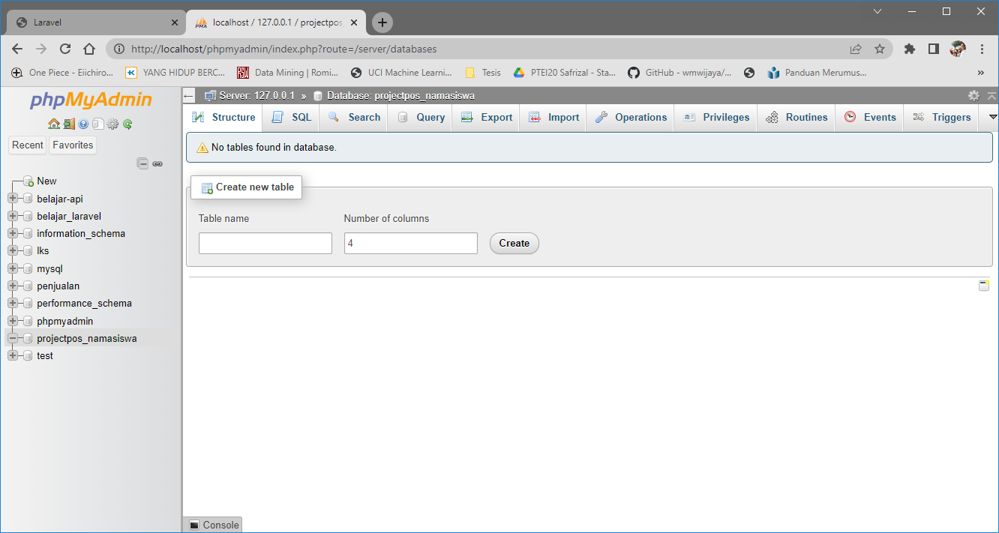 Laravel
localhost / 127.0.0.1 / projectpos_
http://localhost/phpmyadmin/index.php?route=/server/databases
One Piece - Eiichiro... YANG HIDUP BERC... Data Mining | Romi... UCI Machine Learni... Tesis PTEI20 Safrizal - Sta... GitHub - wmwijaya/... Panduan Merumus... »
phpMyAdmin
Recent Favorites
New
belajar-api
belajar_laravel
information_schema
lks
mysql
penjualan
performance_schema
phpmyadmin
projectpos_namasiswa
test
Server: 127.0.0.1 » Database: projectpos_namasiswa
Structure SQL Search Query Export Import Operations Privileges Routines Events Triggers
No tables found in database.
Create new table
Table name Number of columns
4 Create
Console